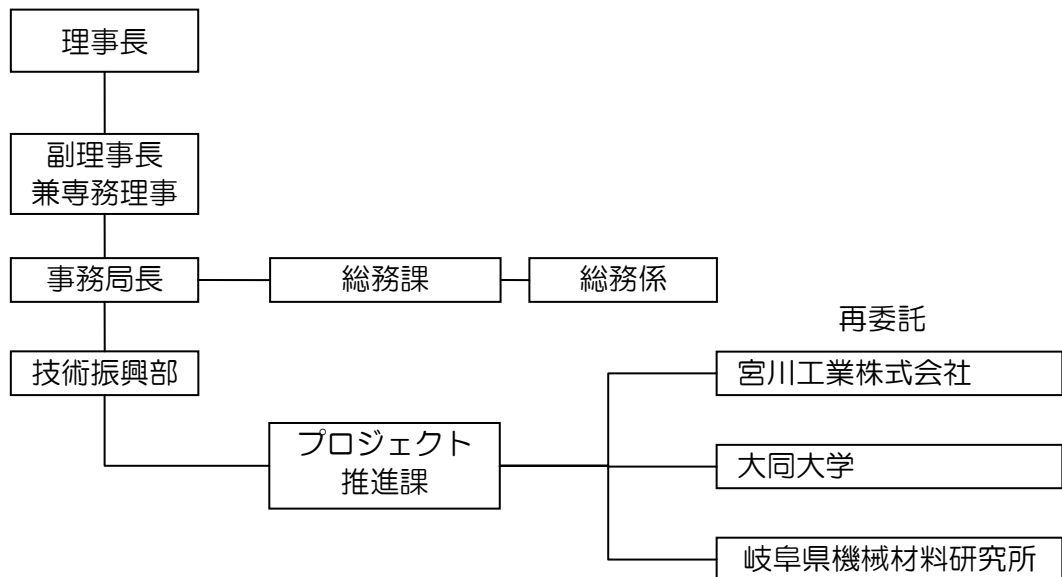 理事長
副理事長
兼専務理事
事務局長
総務課
総務係
再委託
技術振興部
宮川工業株式会社
プロジェクト
推進課
大同大学
岐阜県機械材料研究所